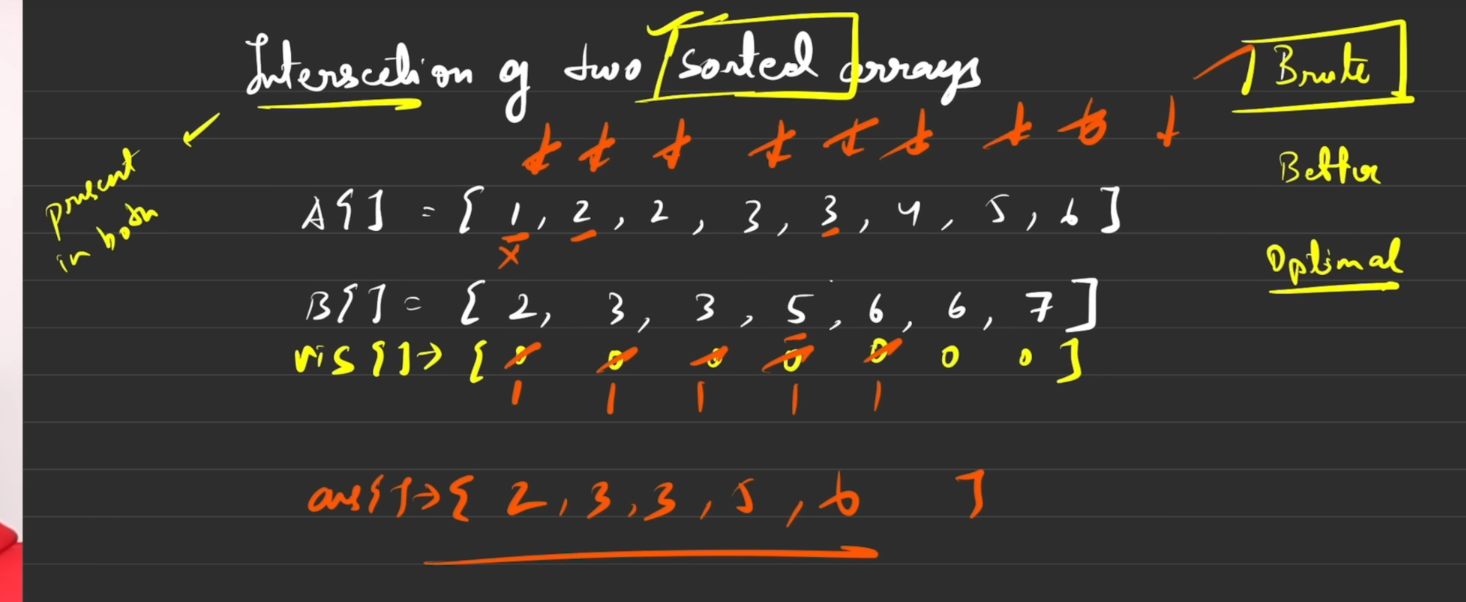 Interscetion of two sorted arrays
Brute
Better
Optimal
present in both
A[] = [ 1, 2, 2, 3, 3, 4, 5, 6 ]
x
B[] = [ 2, 3, 3, 5, 6, 6, 7 ]
vis[] → [ 0 0 0 0 0 0 0 ]
1 1 1 1 1
ans[] → [ 2, 3, 3, 5, 6 ]